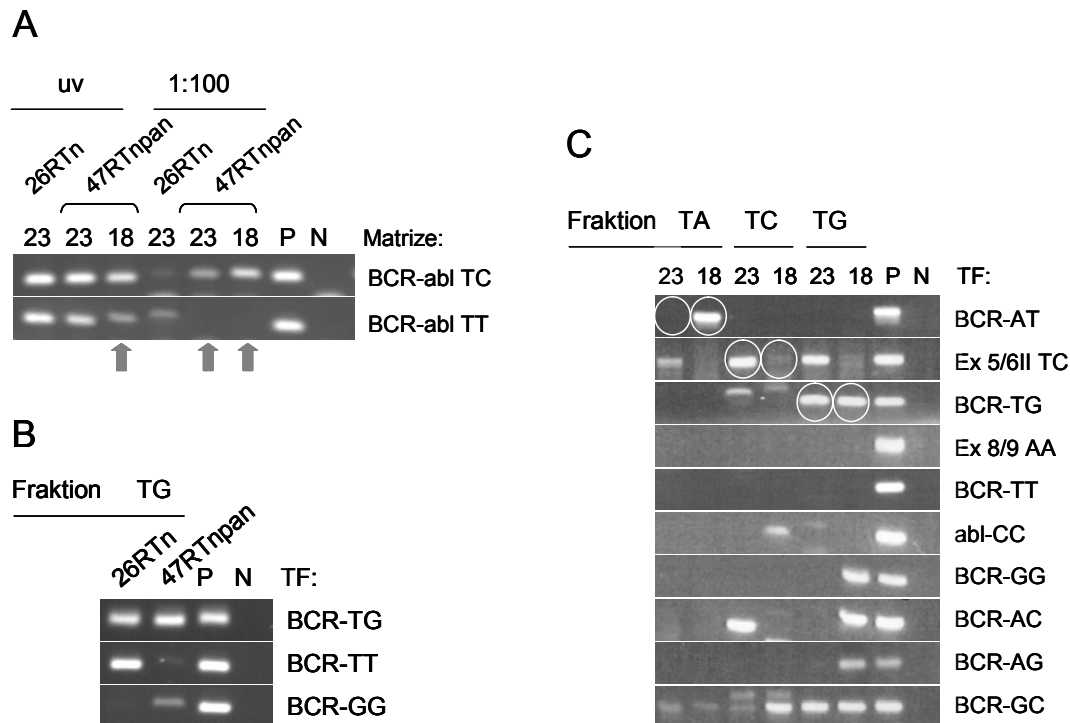 A
uv 1:100
26RTn 47RTnpan 26RTn 47RTnpan
23 23 18 23 23 18 P N Matrize:
BCR-abl TC
BCR-abl TT
B
Fraktion TG
26RTn 47RTnpan P N TF:
BCR-TG
BCR-TT
BCR-GG
C
Fraktion TA TC TG
23 18 23 18 23 18 P N TF:
BCR-AT
Ex 5/6II TC
BCR-TG
Ex 8/9 AA
BCR-TT
abl-CC
BCR-GG
BCR-AC
BCR-AG
BCR-GC